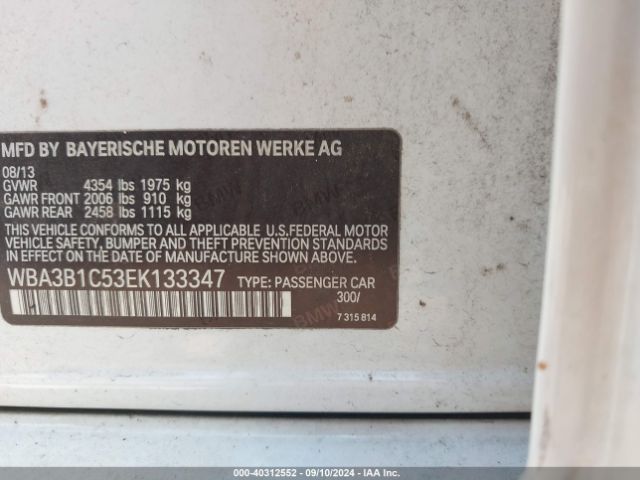 MFD BY BAYERISCHE MOTOREN WERKE AG
08/13
GVWR 4354 lbs 1975 kg
GAWR FRONT 2006 lbs 910 kg
GAWR REAR 2458 lbs 1115 kg
THIS VEHICLE CONFORMS TO ALL APPLICABLE U.S.FEDERAL MOTOR
VEHICLE SAFETY, BUMPER AND THEFT PREVENTION STANDARDS
IN EFFECT ON THE DATE OF MANUFACTURE SHOWN ABOVE.
WBA3B1C53EK133347 TYPE: PASSENGER CAR
300/
7 315 814
BMW
BMW
BMW
000-40312552 - 09/10/2024 - IAA Inc.